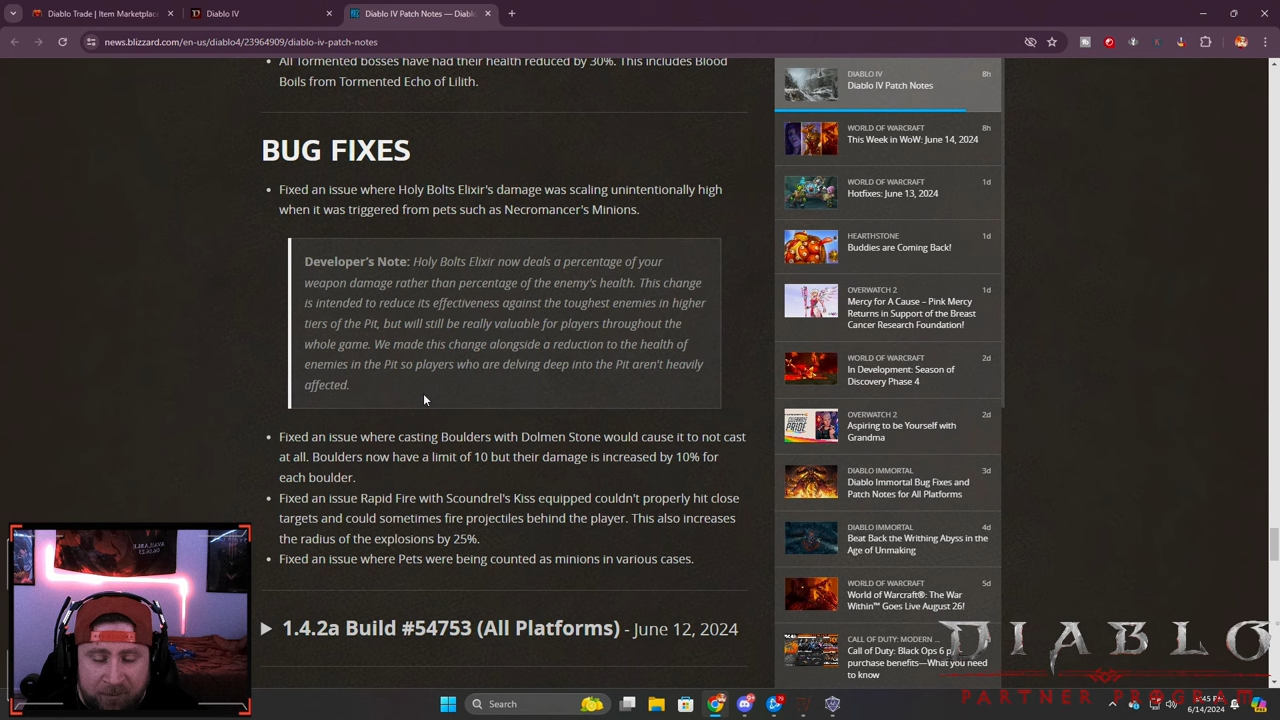 Diablo Trade | Item Marketplac
Diablo IV
Diablo IV Patch Notes — Diablo
news.blizzard.com/en-us/diablo4/23964909/diablo-iv-patch-notes
All Tormented bosses have had their health reduced by 30%. This includes Blood
Boils from Tormented Echo of Lilith.
BUG FIXES
Fixed an issue where Holy Bolts Elixir's damage was scaling unintentionally high
when it was triggered from pets such as Necromancer's Minions.
Developer's Note: Holy Bolts Elixir now deals a percentage of your
weapon damage rather than percentage of the enemy's health. This change
is intended to reduce its effectiveness against the toughest enemies in higher
tiers of the Pit, but will still be really valuable for players throughout the
whole game. We made this change alongside a reduction to the health of
enemies in the Pit so players who are delving deep into the Pit aren't heavily
affected.
Fixed an issue where casting Boulders with Dolmen Stone would cause it to not cast
at all. Boulders now have a limit of 10 but their damage is increased by 10% for
each boulder.
Fixed an issue Rapid Fire with Scoundrel's Kiss equipped couldn't properly hit close
targets and could sometimes fire projectiles behind the player. This also increases
the radius of the explosions by 25%.
Fixed an issue where Pets were being counted as minions in various cases.
1.4.2a Build #54753 (All Platforms) - June 12, 2024
DIABLO IV 8h
Diablo IV Patch Notes
WORLD OF WARCRAFT 8h
This Week in WoW: June 14, 2024
WORLD OF WARCRAFT 1d
Hotfixes: June 13, 2024
HEARTHSTONE 1d
Buddies are Coming Back!
OVERWATCH 2 1d
Mercy for A Cause – Pink Mercy
Returns in Support of the Breast
Cancer Research Foundation!
WORLD OF WARCRAFT 2d
In Development: Season of
Discovery Phase 4
OVERWATCH 2 2d
Aspiring to be Yourself with
Grandma
DIABLO IMMORTAL 3d
Diablo Immortal Bug Fixes and
Patch Notes for All Platforms
DIABLO IMMORTAL 4d
Beat Back the Writhing Abyss in the
Age of Unmaking
WORLD OF WARCRAFT 5d
World of Warcraft®: The War
Within™ Goes Live August 26!
CALL OF DUTY: MODERN ...
Call of Duty: Black Ops 6 p
purchase benefits—What you
need to know
DIABLO
PARTNER PROGRAM
Search
6/14/2024